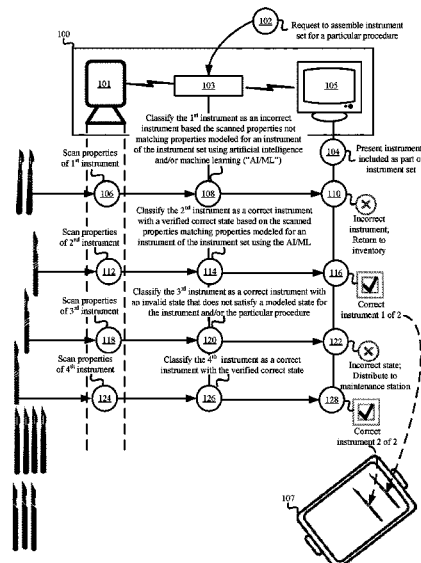 102
Request to assemble instrument
set for a particular procedure
100
101
103
105
Classify the 1st instrument as an incorrect
instrument based the scanned properties not
matching properties modeled for an instrument
of the instrument set using artificial intelligence
and/or machine learning ("AI/ML")
104
Present instrument
included as part of
instrument set
Scan properties
of 1st instrument
106
108
110
Incorrect
instrument,
Return to
inventory
Classify the 2nd instrument as a correct instrument
with a verified correct state based on the scanned
properties matching properties modeled for an
instrument of the instrument set using the AI/ML
Scan properties
of 2nd instrument
112
114
116
Correct
instrument 1 of 2
Classify the 3rd instrument as a correct instrument with
an invalid state that does not satisfy a modeled state for
the instrument and/or the particular procedure
Scan properties
of 3rd instrument
118
120
122
Incorrect state;
Distribute to
maintenance station
Scan properties
of 4th instrument
Classify the 4th instrument as a correct
instrument with the verified correct state
124
126
128
Correct
instrument 2 of 2
107